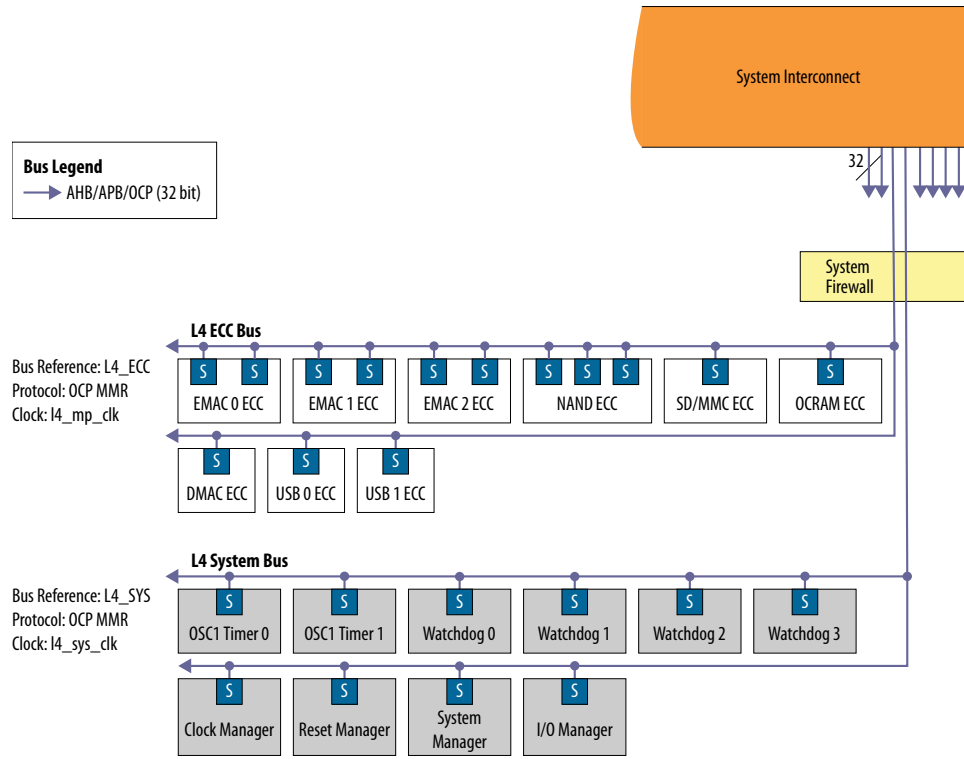 System Interconnect
32
Bus Legend
AHB/APB/OCP (32 bit)
System
Firewall
L4 ECC Bus
Bus Reference: L4_ECC
Protocol: OCP MMR
Clock: l4_mp_clk
S S S S S S S S S S S
EMAC 0 ECC EMAC 1 ECC EMAC 2 ECC NAND ECC SD/MMC ECC OCRAM ECC
S S S
DMAC ECC USB 0 ECC USB 1 ECC
L4 System Bus
Bus Reference: L4_SYS
Protocol: OCP MMR
Clock: l4_sys_clk
S S S S S S
OSC1 Timer 0 OSC1 Timer 1 Watchdog 0 Watchdog 1 Watchdog 2 Watchdog 3
S S S S
Clock Manager Reset Manager System
Manager I/O Manager